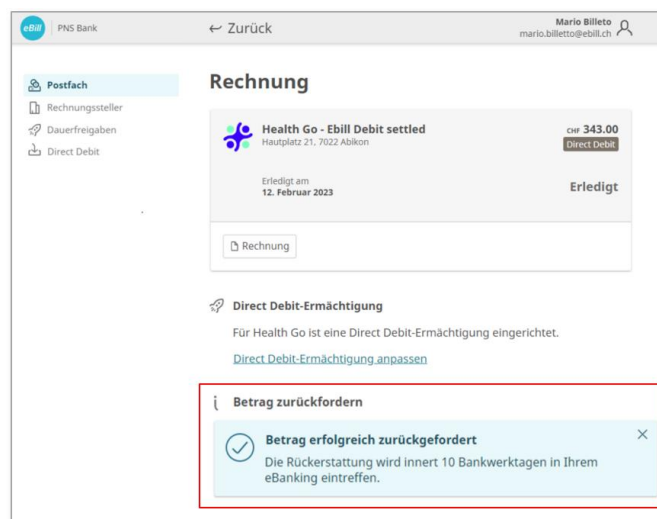 eBill PNS Bank
← Zurück
Mario Billeto
mario.billetto@ebill.ch
Postfach
Rechnungssteller
Dauerfreigaben
Direct Debit
Rechnung
Health Go - Ebill Debit settled
Hautplatz 21, 7022 Abikon
CHF 343.00
Direct Debit
Erledigt am
12. Februar 2023
Erledigt
Rechnung
Direct Debit-Ermächtigung
Für Health Go ist eine Direct Debit-Ermächtigung eingerichtet.
Direct Debit-Ermächtigung anpassen
Betrag zurückfordern
Betrag erfolgreich zurückgefordert
Die Rückerstattung wird innert 10 Bankwerktagen in Ihrem
eBanking eintreffen.